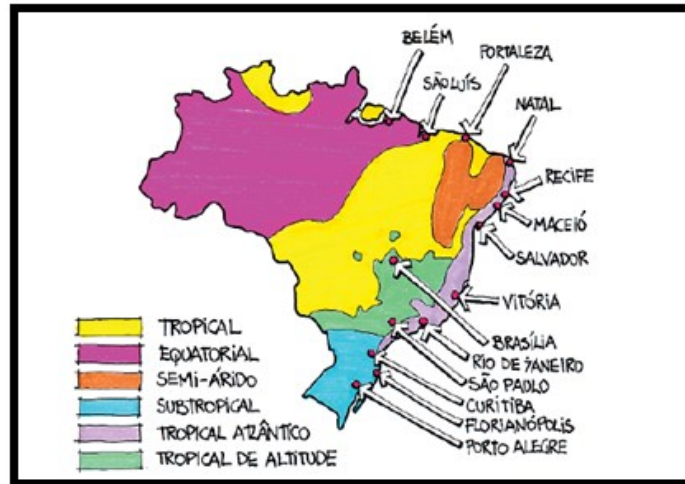 BELÉM
FORTALEZA
SÃO LUÍS
NATAL
RECIFE
MACEIÓ
SALVADOR
VITÓRIA
BRASÍLIA
RIO DE JANEIRO
SÃO PAOLO
CURITIBA
FLORIANÓPOLIS
PORTO ALEGRE
TROPICAL
EQUATORIAL
SEMI-ÁRIDO
SUBTROPICAL
TROPICAL ATLÂNTICO
TROPICAL DE ALTITUDE